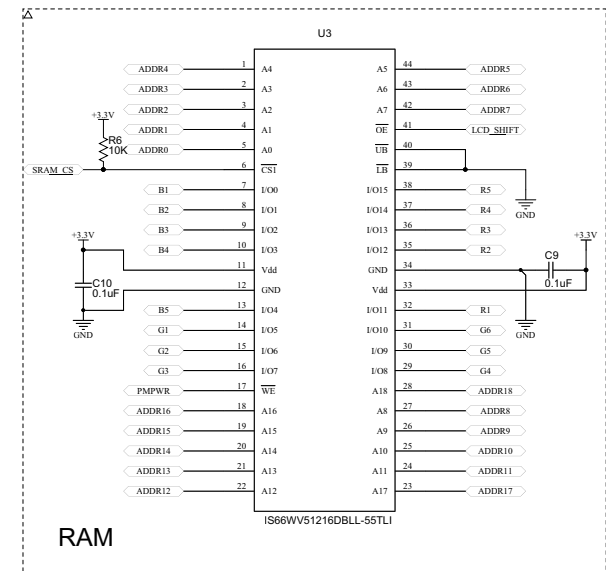 U3
ADDR4 1 A4 A5 44 ADDR5
ADDR3 2 A3 A6 43 ADDR6
ADDR2 3 A2 A7 42 ADDR7
+3.3V
ADDR1 4 A1 OE 41 LCD_SHIFT
R6
10K
ADDR0 5 A0 UB 40
SRAM_CS 6 CS1 LB 39
B1 7 I/O0 I/O15 38 R5
B2 8 I/O1 I/O14 37 R4
GND
B3 9 I/O2 I/O13 36 R3
+3.3V
B4 10 I/O3 I/O12 35 R2
+3.3V
11 Vdd GND 34
C9
0.1uF
C10
0.1uF
12 GND Vdd 33
B5 13 I/O4 I/O11 32 R1
GND
G1 14 I/O5 I/O10 31 G6
GND
G2 15 I/O6 I/O9 30 G5
G3 16 I/O7 I/O8 29 G4
PMPWR 17 WE A18 28 ADDR18
ADDR16 18 A16 A8 27 ADDR8
ADDR15 19 A15 A9 26 ADDR9
ADDR14 20 A14 A10 25 ADDR10
ADDR13 21 A13 A11 24 ADDR11
ADDR12 22 A12 A17 23 ADDR17
IS66WV51216DBLL-55TLI
RAM